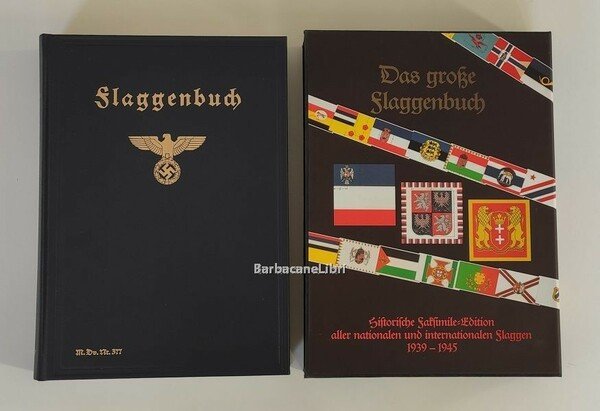 Flaggenbuch
M. Dv. Nr. 377
Das große
Flaggenbuch
Historische Faksimile-Edition
aller nationalen und internationalen Flaggen
1939 – 1945
BarbacaneLibri